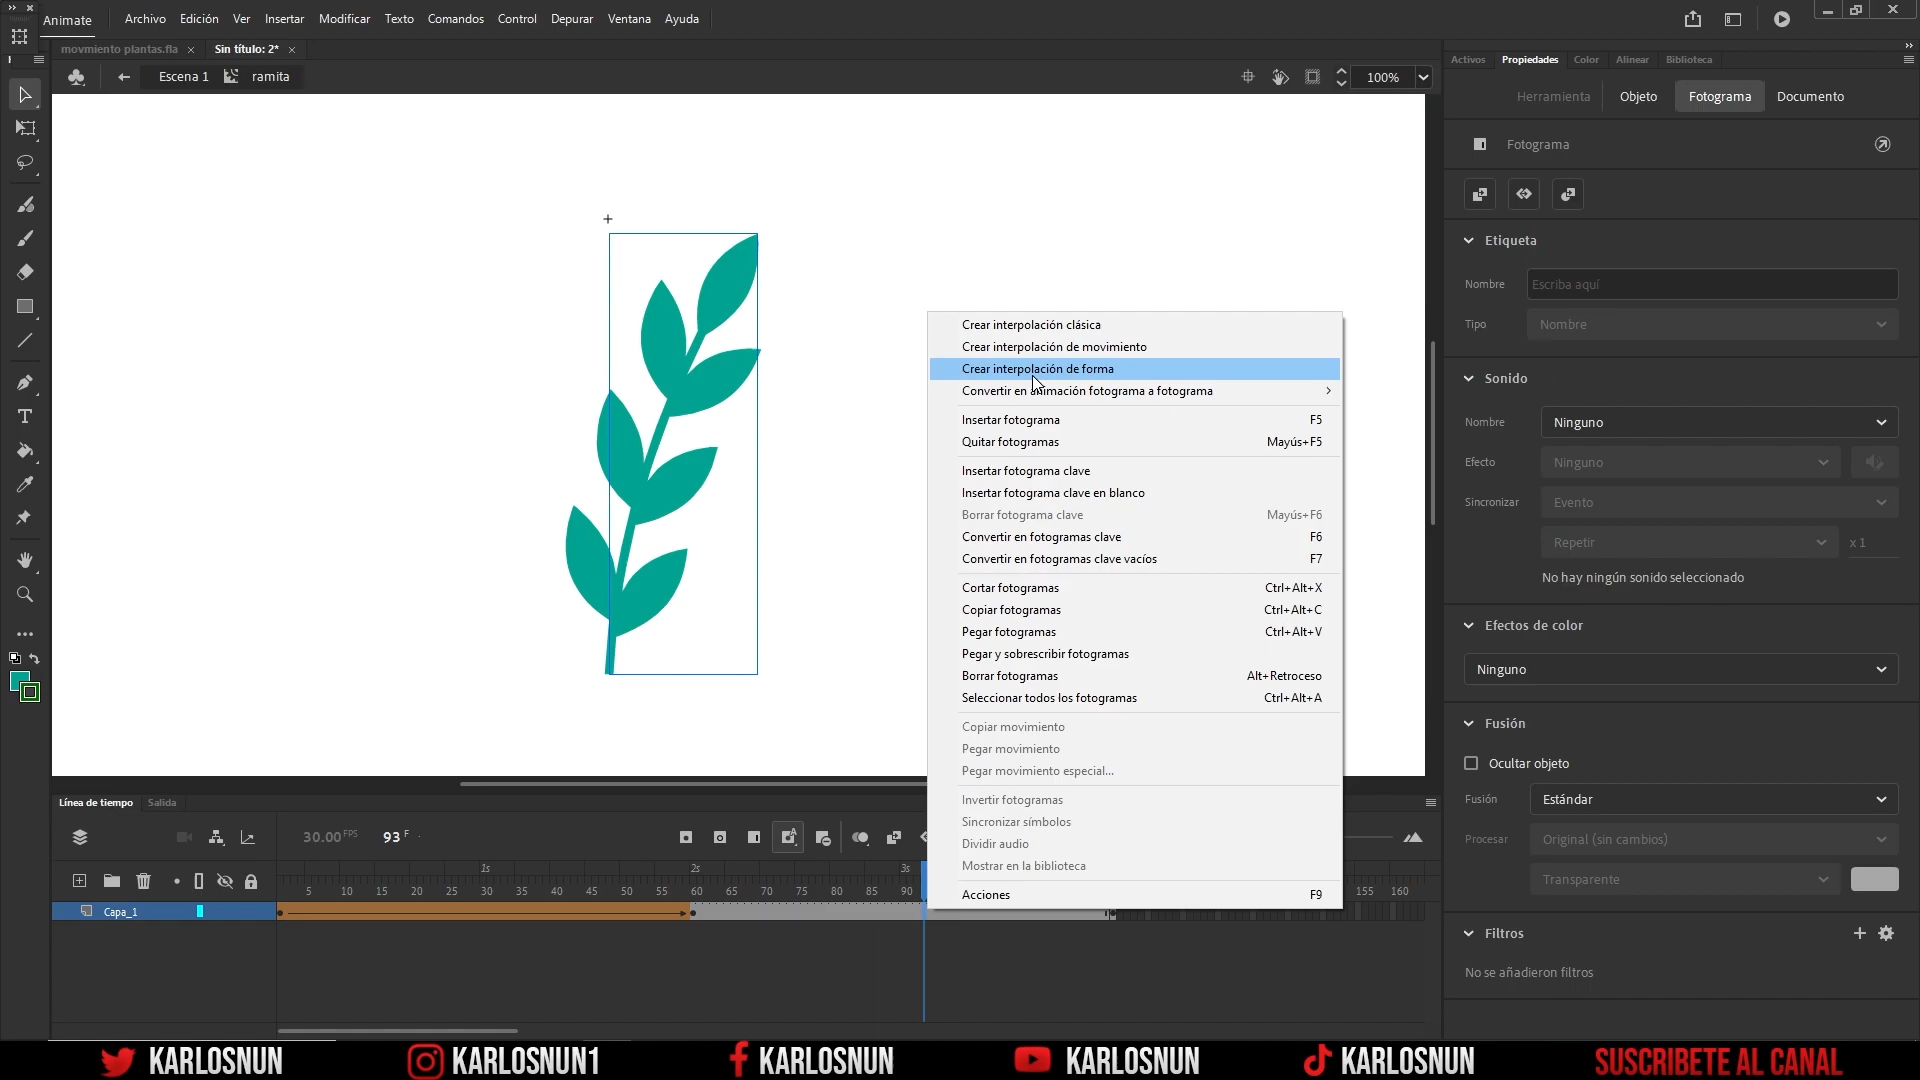 Animate
Archivo
Edición
Ver
Insertar
Modificar
Texto
Comandos
Control
Depurar
Ventana
Ayuda
movmiento plantas.fla
Sin título: 2*
Escena 1
ramita
100%
Activos
Propiedades
Color
Alinear
Biblioteca
Herramienta
Objeto
Fotograma
Documento
Fotograma
Etiqueta
Nombre
Escriba aquí
Tipo
Nombre
Sonido
Nombre
Ninguno
Efecto
Ninguno
Sincronizar
Evento
Repetir
x 1
No hay ningún sonido seleccionado
Efectos de color
Ninguno
Fusión
Ocultar objeto
Fusión
Estándar
Procesar
Original (sin cambios)
Transparente
Filtros
No se añadieron filtros
Crear interpolación clásica
Crear interpolación de movimiento
Crear interpolación de forma
Convertir en animación fotograma a fotograma
Insertar fotograma F5
Quitar fotogramas Mayús+F5
Insertar fotograma clave
Insertar fotograma clave en blanco
Borrar fotograma clave Mayús+F6
Convertir en fotogramas clave F6
Convertir en fotogramas clave vacíos F7
Cortar fotogramas Ctrl+Alt+X
Copiar fotogramas Ctrl+Alt+C
Pegar fotogramas Ctrl+Alt+V
Pegar y sobrescribir fotogramas
Borrar fotogramas Alt+Retroceso
Seleccionar todos los fotogramas Ctrl+Alt+A
Copiar movimiento
Pegar movimiento
Pegar movimiento especial...
Invertir fotogramas
Sincronizar símbolos
Dividir audio
Mostrar en la biblioteca
Acciones F9
Línea de tiempo
Salida
30.00 FPS
93 F
1s 2s 3s
5 10 15 20 25 30 35 40 45 50 55 60 65 70 75 80 85 90 155 160
Capa_1
KARLOSNUN
KARLOSNUN1
KARLOSNUN
KARLOSNUN
KARLOSNUN
SUSCRIBETE AL CANAL